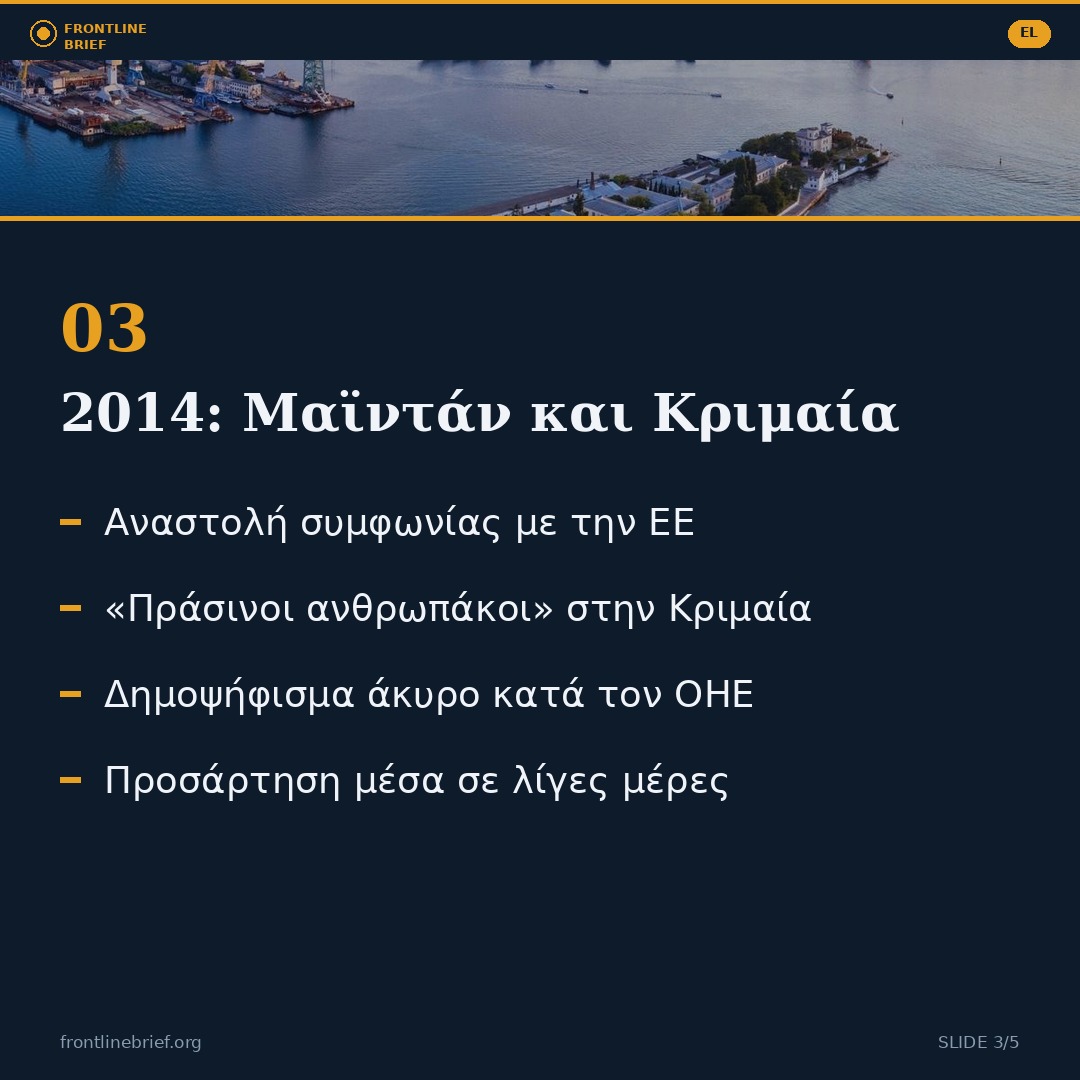 FRONTLINE
BRIEF
EL
03
2014: Μαϊντάν και Κριμαία
– Αναστολή συμφωνίας με την ΕΕ
– «Πράσινοι ανθρωπάκοι» στην Κριμαία
– Δημοψήφισμα άκυρο κατά τον ΟΗΕ
– Προσάρτηση μέσα σε λίγες μέρες
frontlinebrief.org
SLIDE 3/5